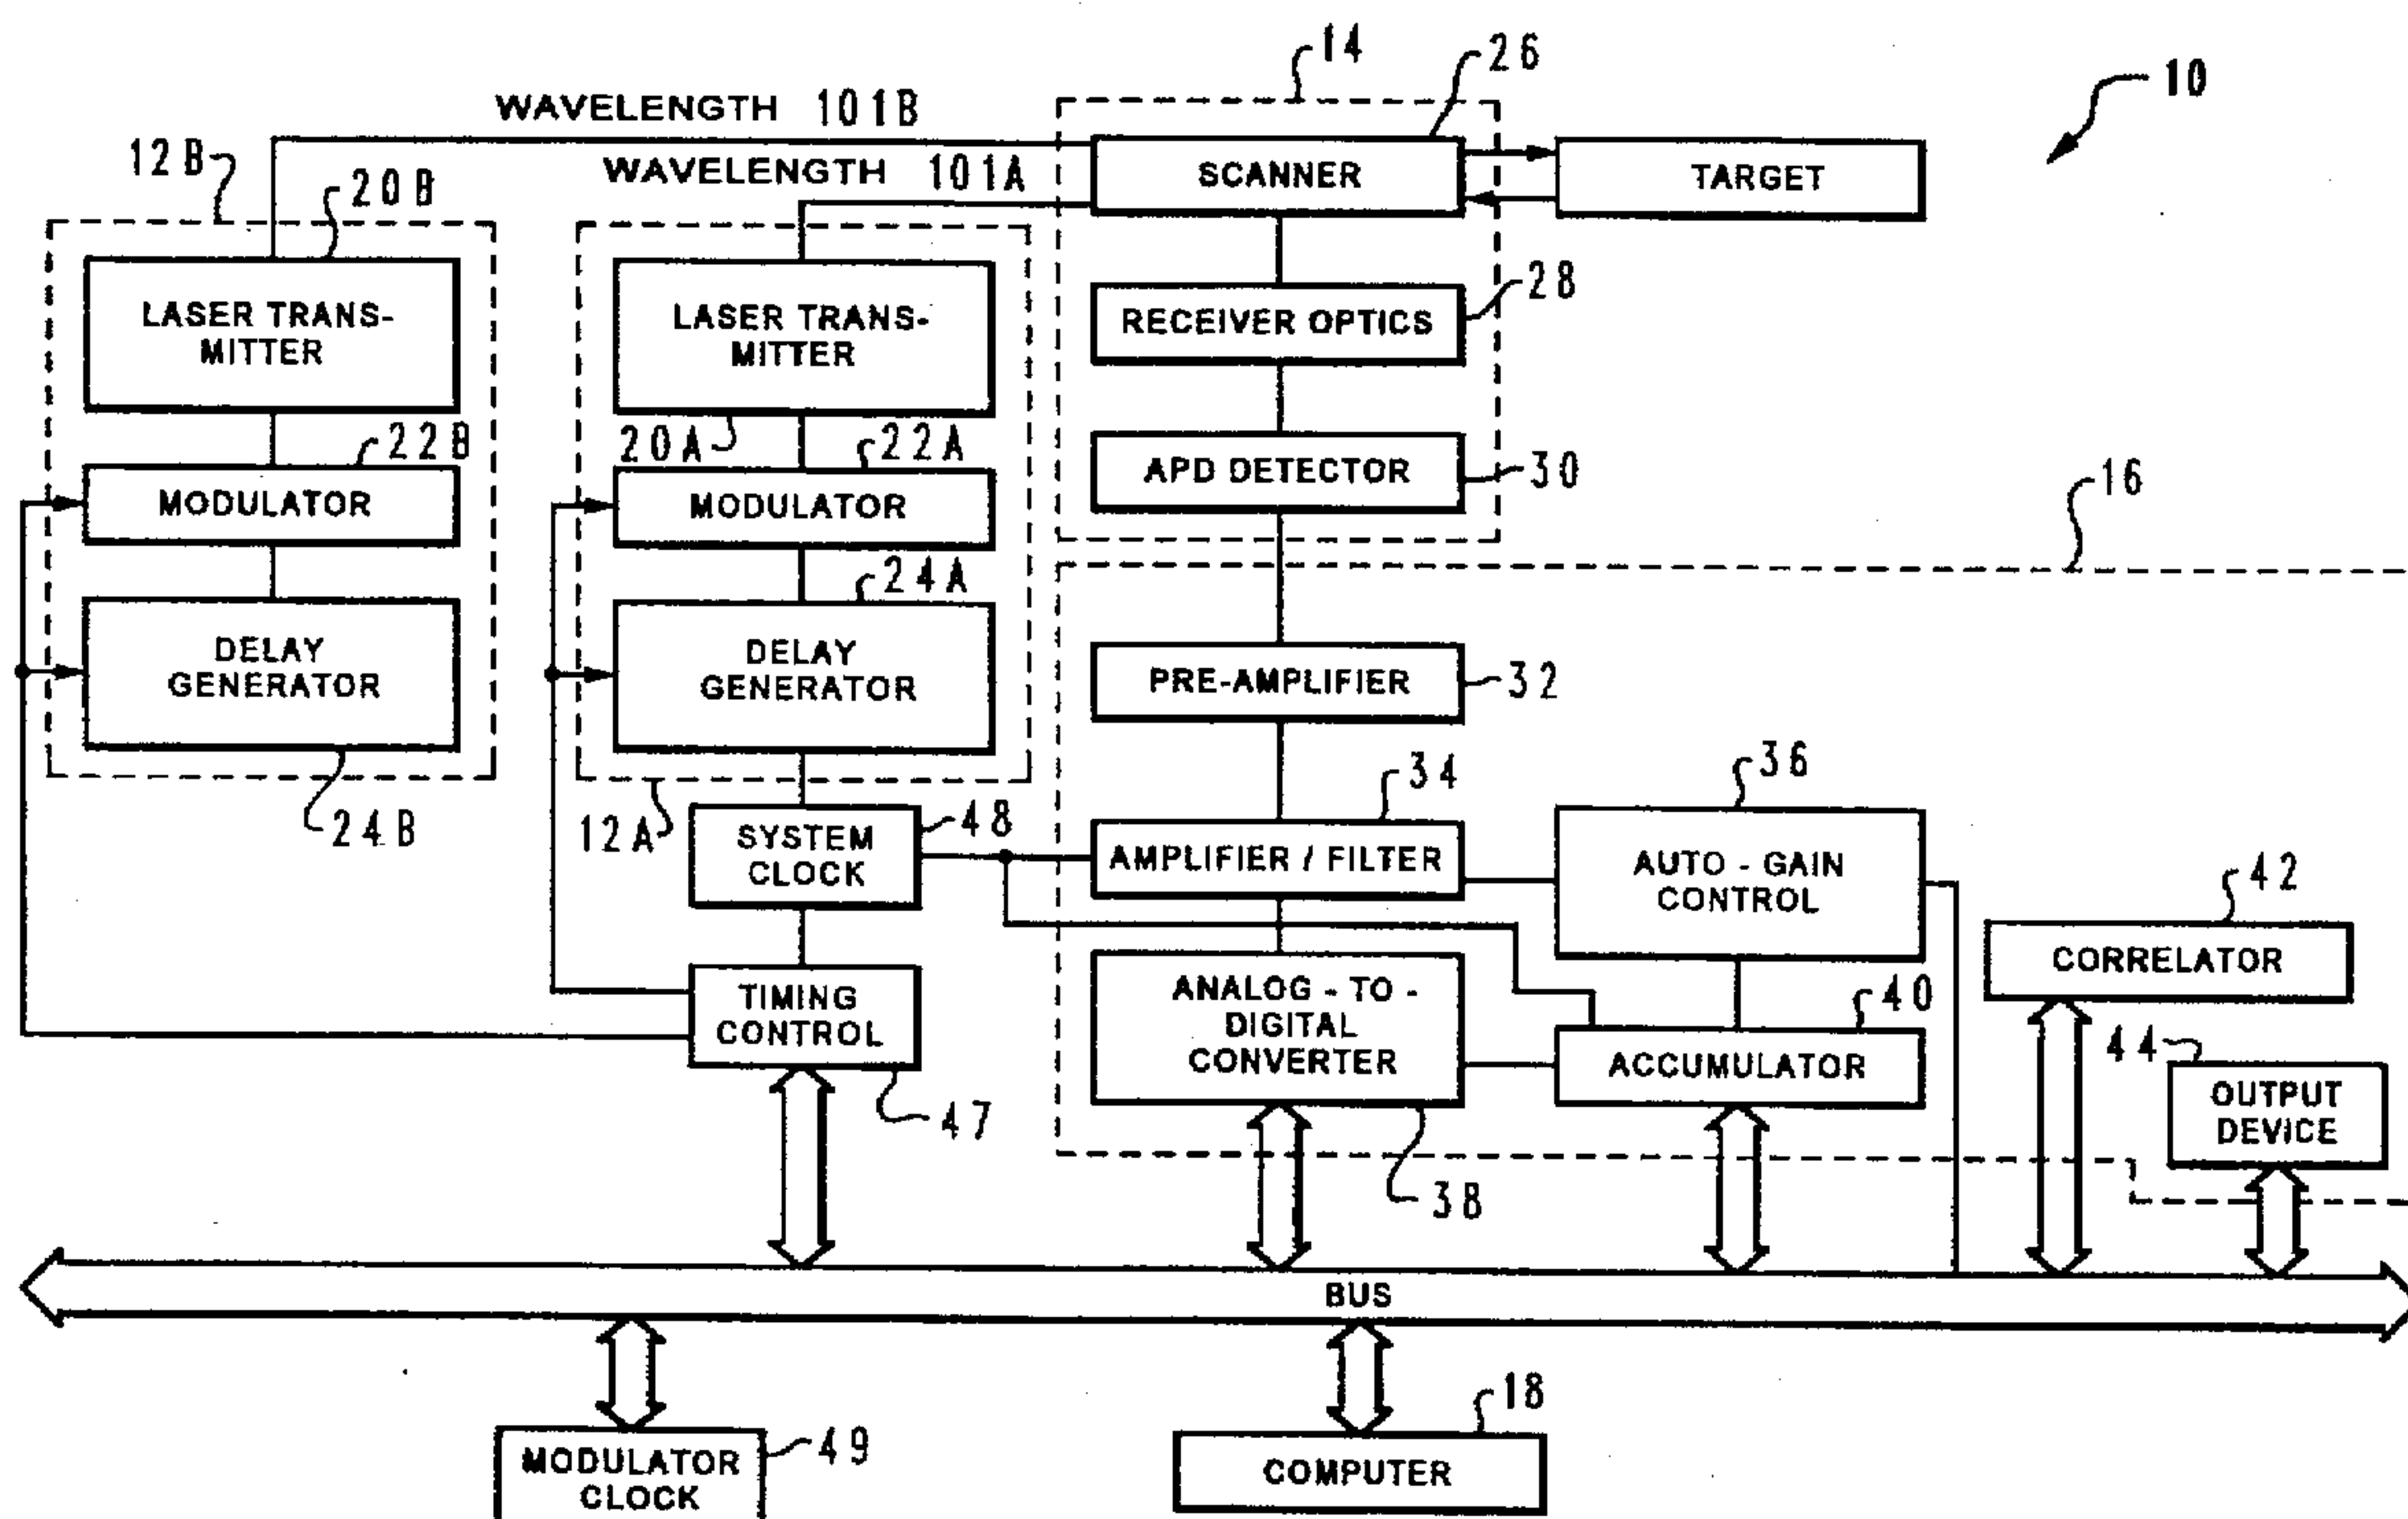 14
26
10
WAVELENGTH 101B
12B
SCANNER
TARGET
WAVELENGTH 101A
20B
28
LASER TRANS-
MITTER
LASER TRANS-
MITTER
RECEIVER OPTICS
22B
20A
22A
APD DETECTOR
30
16
MODULATOR
MODULATOR
24A
DELAY
GENERATOR
DELAY
GENERATOR
PRE-AMPLIFIER
32
34
36
24B
12A
SYSTEM
CLOCK
48
AMPLIFIER / FILTER
AUTO - GAIN
CONTROL
42
CORRELATOR
TIMING
CONTROL
ANALOG - TO -
DIGITAL
CONVERTER
40
ACCUMULATOR
44
OUTPUT
DEVICE
47
38
BUS
18
49
MODULATOR
CLOCK
COMPUTER